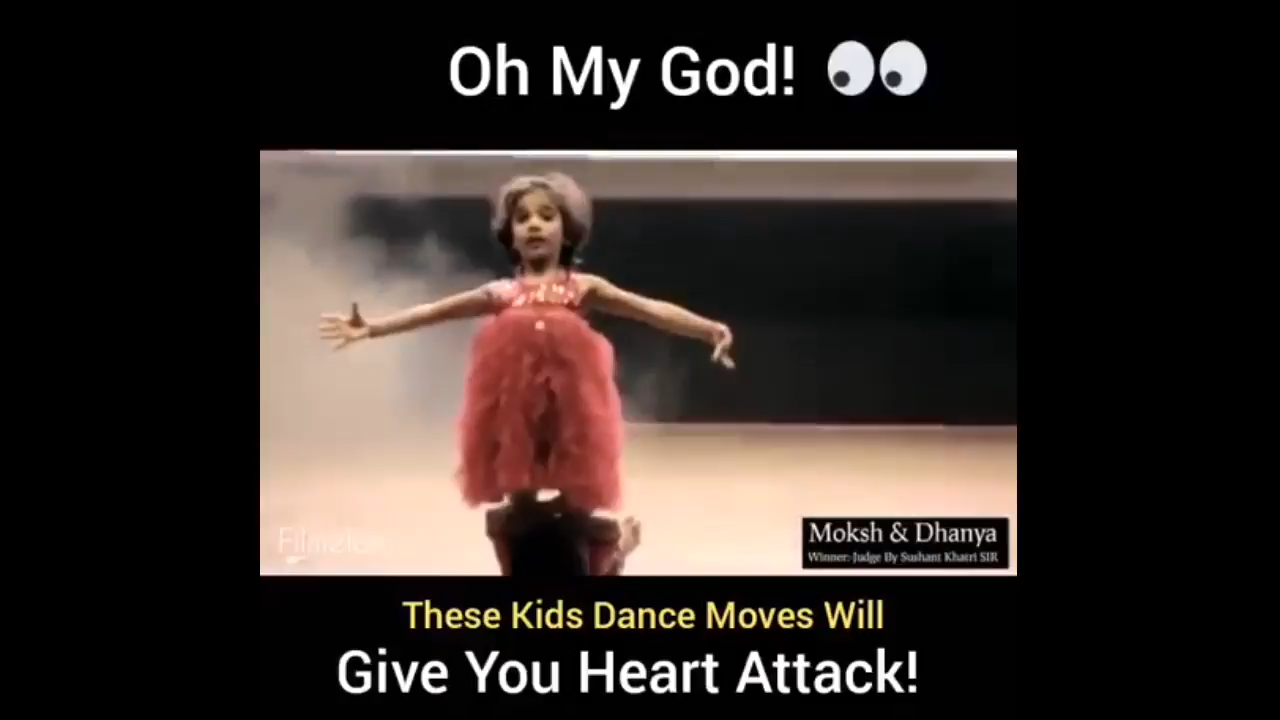 Oh My God! 👀
Moksh & Dhanya
Winner:-Judge By Sushant Khatri SIR
These Kids Dance Moves Will
Give You Heart Attack!